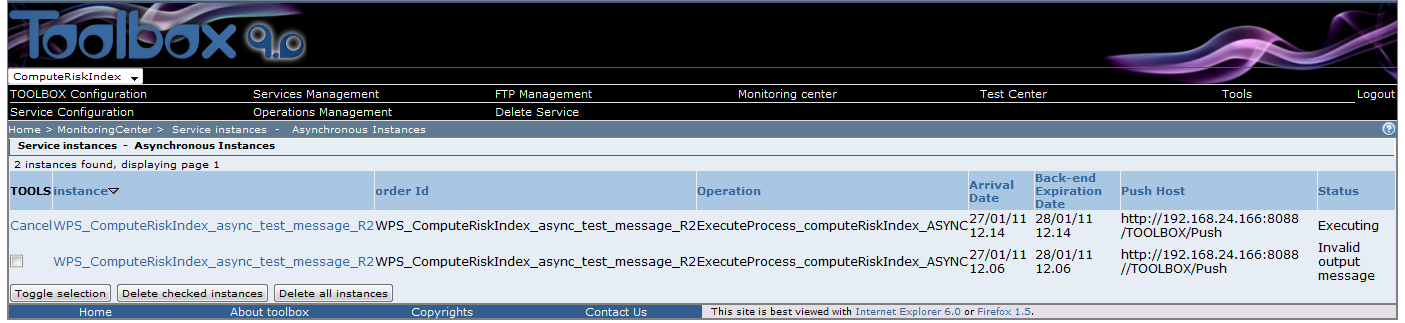 Toolbox 9.0
ComputeRiskIndex
TOOLBOX Configuration Services Management FTP Management Monitoring center Test Center Tools Logout
Service Configuration Operations Management Delete Service
Home > MonitoringCenter > Service instances - Asynchronous Instances ?
Service instances - Asynchronous Instances
2 instances found, displaying page 1
TOOLS instance order Id Operation Arrival Date Back-end Expiration Date Push Host Status
Cancel WPS_ComputeRiskIndex_async_test_message_R2 WPS_ComputeRiskIndex_async_test_message_R2 ExecuteProcess_computeRiskIndex_ASYNC 27/01/11 12.14 28/01/11 12.14 http://192.168.24.166:8088/TOOLBOX/Push Executing
WPS_ComputeRiskIndex_async_test_message_R2 WPS_ComputeRiskIndex_async_test_message_R2 ExecuteProcess_computeRiskIndex_ASYNC 27/01/11 12.06 28/01/11 12.06 http://192.168.24.166:8088//TOOLBOX/Push Invalid output message
Toggle selection Delete checked instances Delete all instances
Home About toolbox Copyrights Contact Us This site is best viewed with Internet Explorer 6.0 or Firefox 1.5.